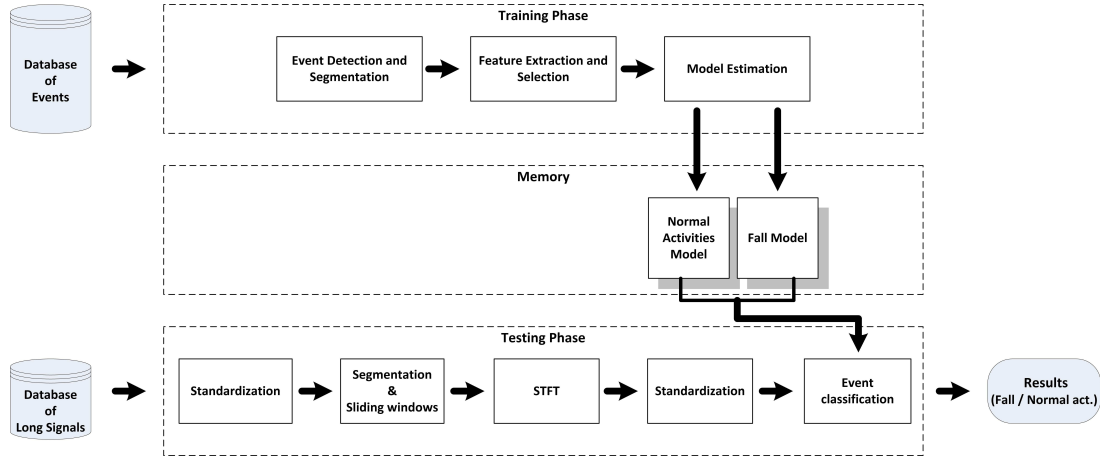 Training Phase
Database
of
Events
Event Detection and
Segmentation
Feature Extraction and
Selection
Model Estimation
Memory
Normal
Activities
Model
Fall Model
Testing Phase
Database
of
Long Signals
Standardization
Segmentation
&
Sliding windows
STFT
Standardization
Event
classification
Results
(Fall / Normal act.)